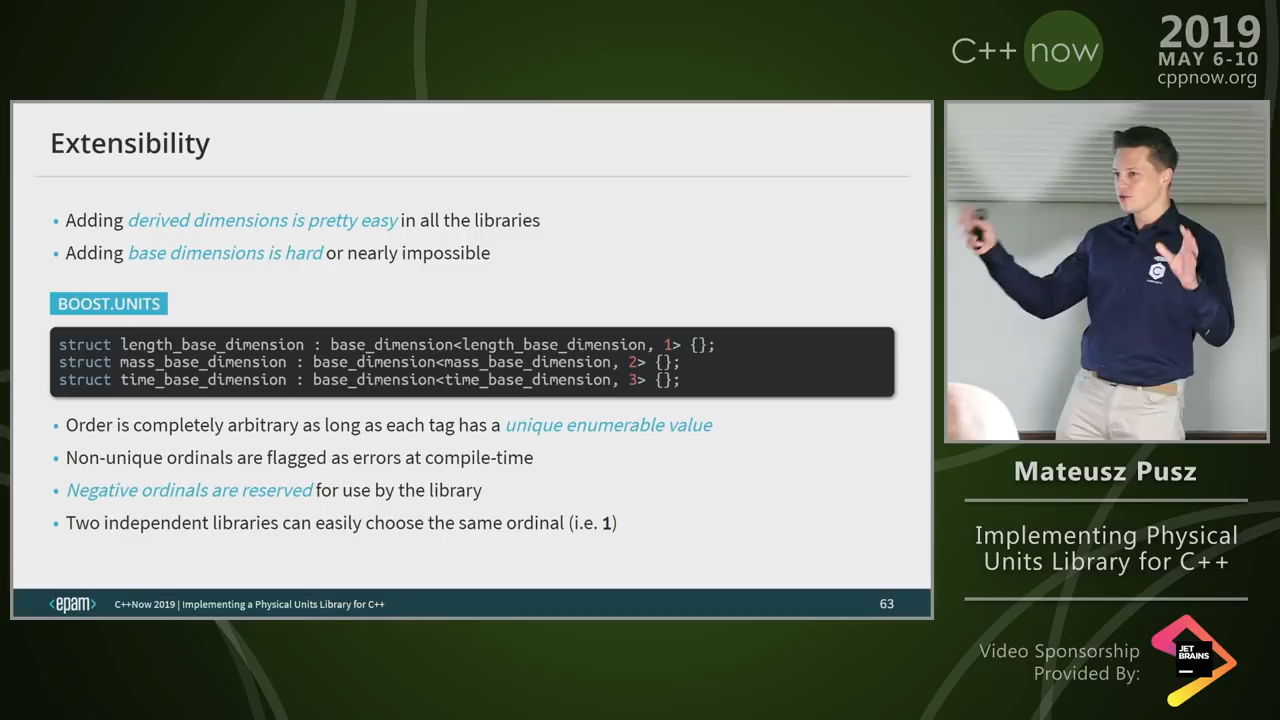 C++ now
2019
MAY 6-10
cppnow.org
Extensibility
• Adding derived dimensions is pretty easy in all the libraries
• Adding base dimensions is hard or nearly impossible
BOOST.UNITS
struct length_base_dimension : base_dimension<length_base_dimension, 1> {};
struct mass_base_dimension : base_dimension<mass_base_dimension, 2> {};
struct time_base_dimension : base_dimension<time_base_dimension, 3> {};
• Order is completely arbitrary as long as each tag has a unique enumerable value
• Non-unique ordinals are flagged as errors at compile-time
• Negative ordinals are reserved for use by the library
• Two independent libraries can easily choose the same ordinal (i.e. 1)
<epam>
C++Now 2019 | Implementing a Physical Units Library for C++
63
Mateusz Pusz
Implementing Physical
Units Library for C++
Video Sponsorship
Provided By:
JET
BRAINS